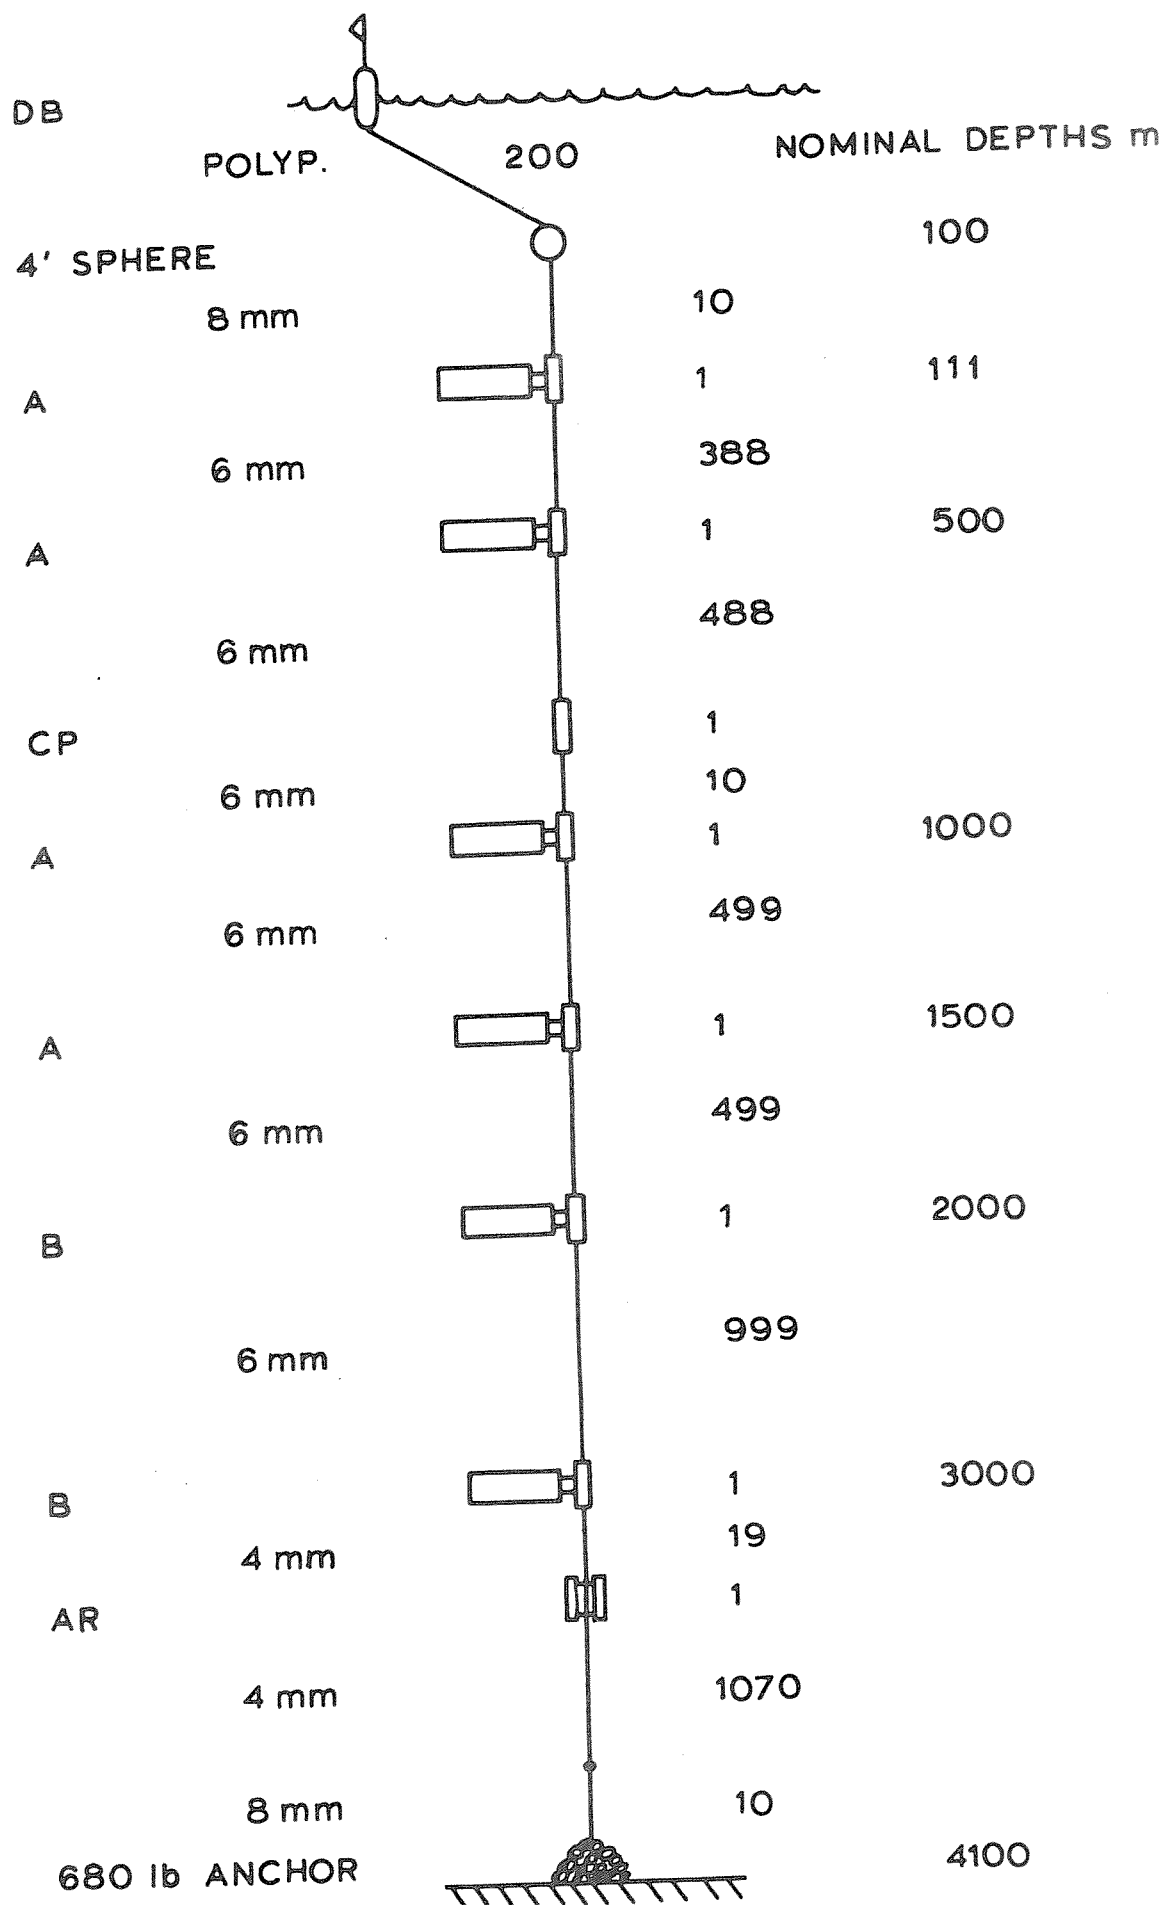 DB
POLYP. 200 NOMINAL DEPTHS m
4' SPHERE 100
8 mm 10
A 1 111
6 mm 388
A 1 500
6 mm 488
CP 1
6 mm 10
A 1 1000
6 mm 499
A 1 1500
6 mm 499
B 1 2000
6 mm 999
B 1 3000
4 mm 19
AR 1
4 mm 1070
8 mm 10
680 lb ANCHOR 4100